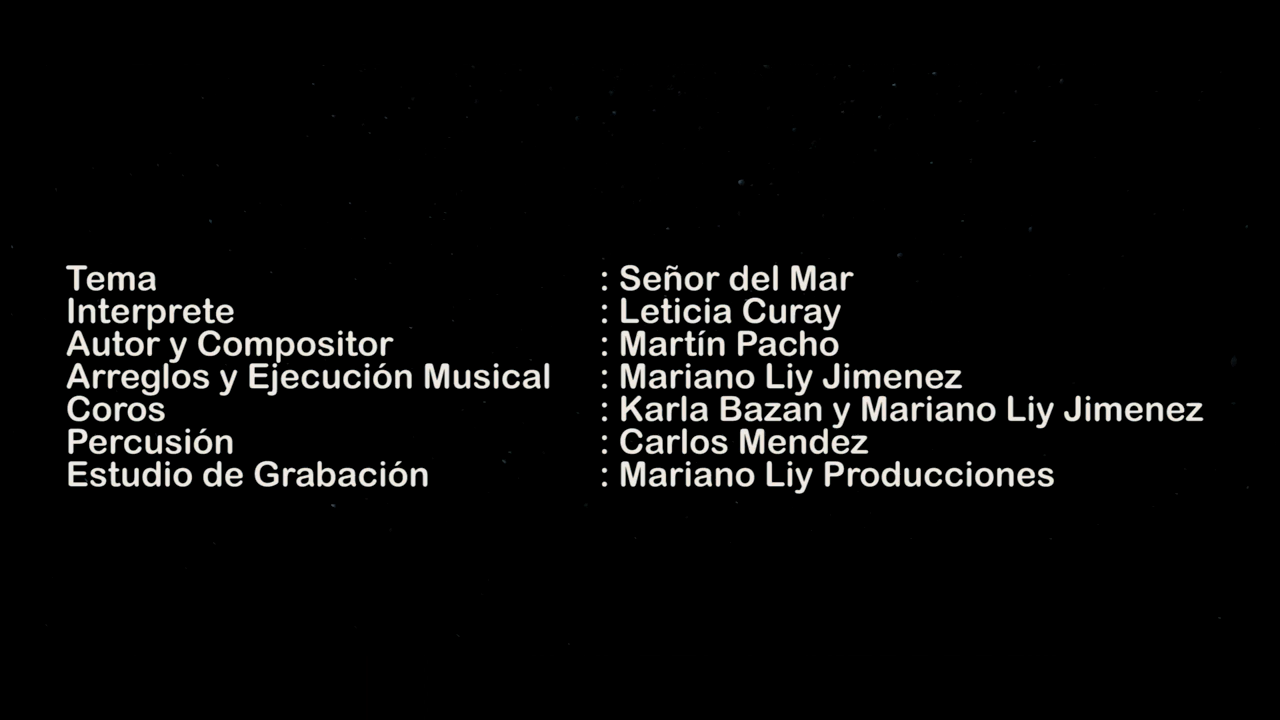 Tema : Señor del Mar
Interprete : Leticia Curay
Autor y Compositor : Martín Pacho
Arreglos y Ejecución Musical : Mariano Liy Jimenez
Coros : Karla Bazan y Mariano Liy Jimenez
Percusión : Carlos Mendez
Estudio de Grabación : Mariano Liy Producciones